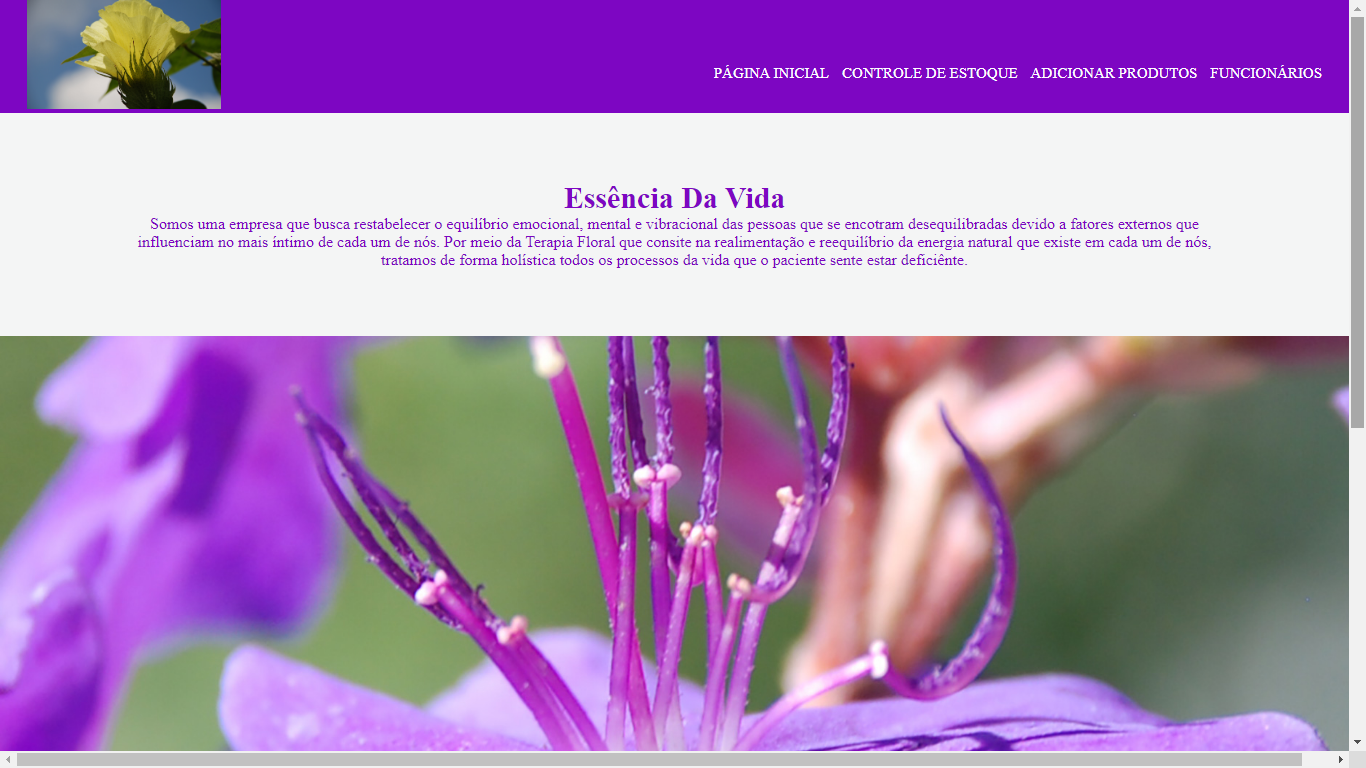 PÁGINA INICIAL CONTROLE DE ESTOQUE ADICIONAR PRODUTOS FUNCIONÁRIOS
Essência Da Vida
Somos uma empresa que busca restabelecer o equilíbrio emocional, mental e vibracional das pessoas que se encotram desequilibradas devido a fatores externos que
influenciam no mais íntimo de cada um de nós. Por meio da Terapia Floral que consite na realimentação e reequilíbrio da energia natural que existe em cada um de nós,
tratamos de forma holística todos os processos da vida que o paciente sente estar deficiênte.